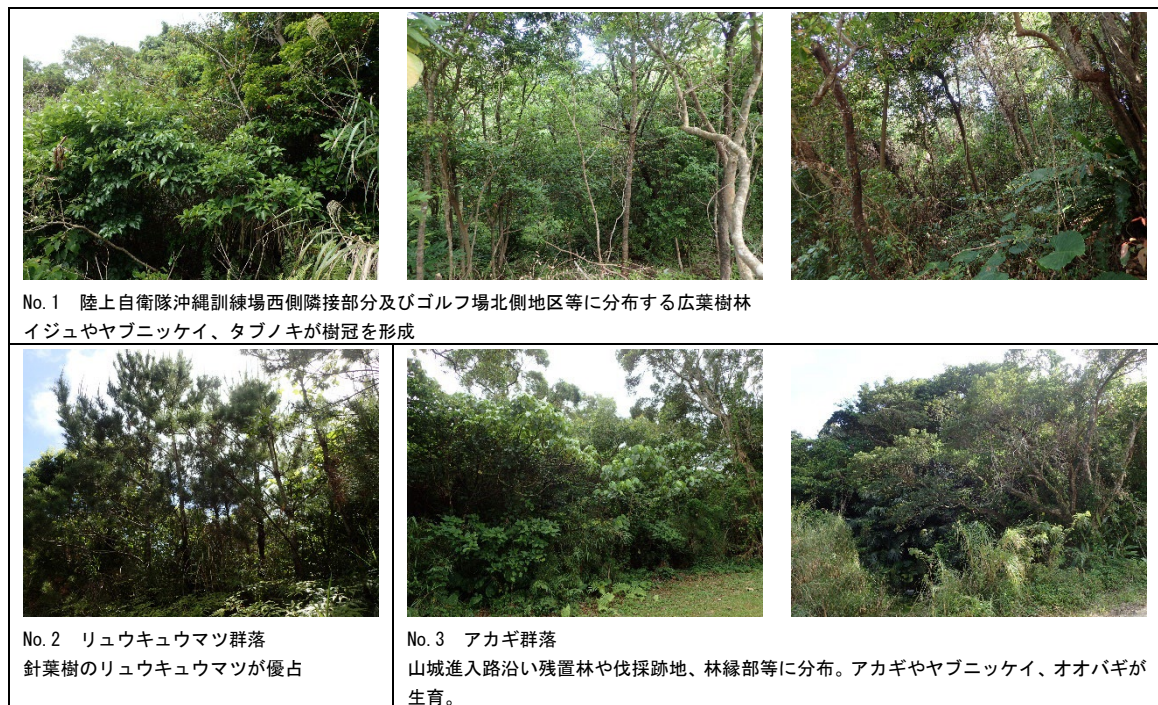 No.1 陸上自衛隊沖縄訓練場西側隣接部分及びゴルフ場北側地区等に分布する広葉樹林
イジュやヤブニッケイ、タブノキが樹冠を形成
No.2 リュウキュウマツ群落
針葉樹のリュウキュウマツが優占
No.3 アカギ群落
山城進入路沿い残置林や伐採跡地、林縁部等に分布。アカギやヤブニッケイ、オオバギが
生育。